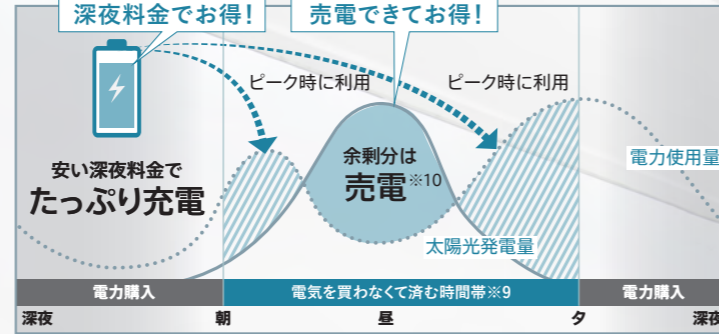 深夜料金でお得！
売電できてお得！
ピーク時に利用
ピーク時に利用
安い深夜料金で
たっぷり充電
余剰分は
売電※10
電力使用量
太陽光発電量
電力購入
電気を買わなくて済む時間帯※9
電力購入
深夜
朝
昼
夕
深夜